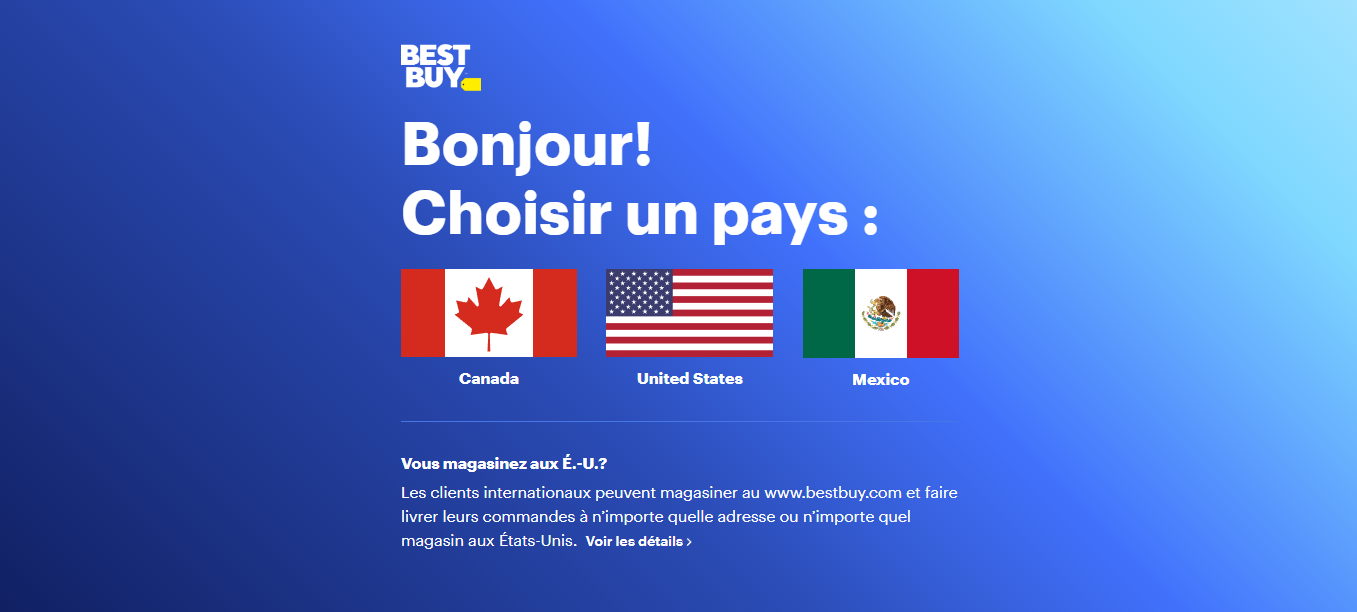 BEST
BUY
Bonjour!
Choisir un pays :
Canada
United States
Mexico
Vous magasinez aux É.-U.?
Les clients internationaux peuvent magasiner au www.bestbuy.com et faire
livrer leurs commandes à n’importe quelle adresse ou n’importe quel
magasin aux États-Unis. Voir les détails >